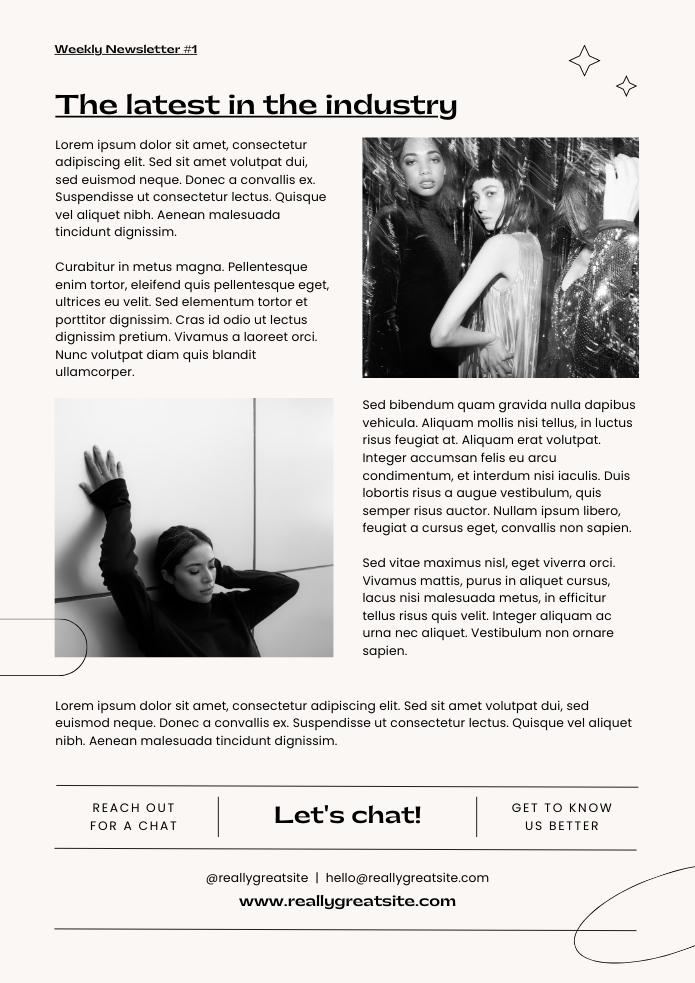 Weekly Newsletter #1
The latest in the industry
Lorem ipsum dolor sit amet, consectetur
adipiscing elit. Sed sit amet volutpat dui,
sed euismod neque. Donec a convallis ex.
Suspendisse ut consectetur lectus. Quisque
vel aliquet nibh. Aenean malesuada
tincidunt dignissim.
Curabitur in metus magna. Pellentesque
enim tortor, eleifend quis pellentesque eget,
ultrices eu velit. Sed elementum tortor et
porttitor dignissim. Cras id odio ut lectus
dignissim pretium. Vivamus a laoreet orci.
Nunc volutpat diam quis blandit
ullamcorper.
Sed bibendum quam gravida nulla dapibus
vehicula. Aliquam mollis nisi tellus, in luctus
risus feugiat at. Aliquam erat volutpat.
Integer accumsan felis eu arcu
condimentum, et interdum nisi iaculis. Duis
lobortis risus a augue vestibulum, quis
semper risus auctor. Nullam ipsum libero,
feugiat a cursus eget, convallis non sapien.
Sed vitae maximus nisl, eget viverra orci.
Vivamus mattis, purus in aliquet cursus,
lacus nisi malesuada metus, in efficitur
tellus risus quis velit. Integer aliquam ac
urna nec aliquet. Vestibulum non ornare
sapien.
Lorem ipsum dolor sit amet, consectetur adipiscing elit. Sed sit amet volutpat dui, sed
euismod neque. Donec a convallis ex. Suspendisse ut consectetur lectus. Quisque vel aliquet
nibh. Aenean malesuada tincidunt dignissim.
REACH OUT
FOR A CHAT
Let's chat!
GET TO KNOW
US BETTER
@reallygreatsite | hello@reallygreatsite.com
www.reallygreatsite.com